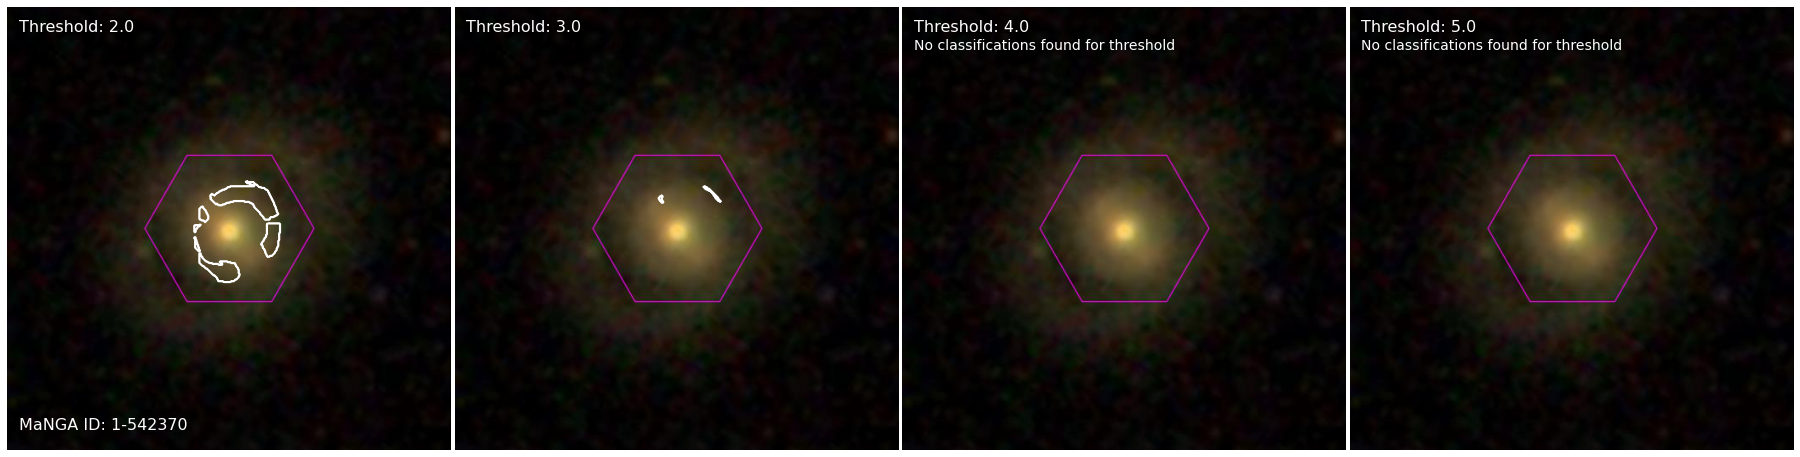 Threshold: 2.0
MaNGA ID: 1-542370
Threshold: 3.0
Threshold: 4.0
No classifications found for threshold
Threshold: 5.0
No classifications found for threshold